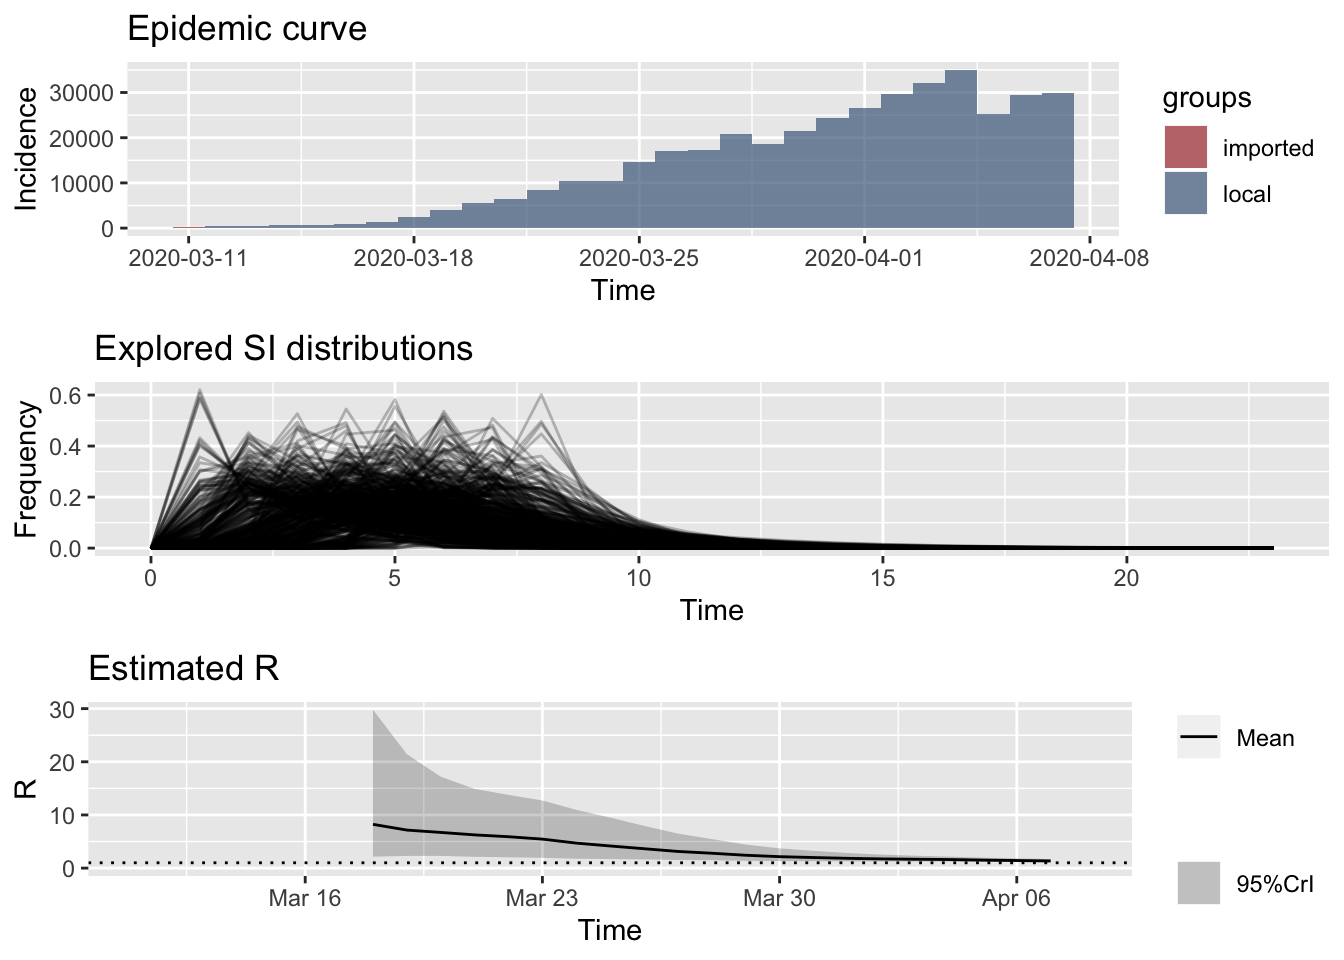 Epidemic curve
Incidence
30000
20000
10000
0
2020-03-11 2020-03-18 2020-03-25 2020-04-01 2020-04-08
Time
groups
imported
local
Explored SI distributions
Frequency
0.6
0.4
0.2
0.0
0 5 10 15 20
Time
Estimated R
R
30
20
10
0
Mar 16 Mar 23 Mar 30 Apr 06
Time
Mean
95%CrI